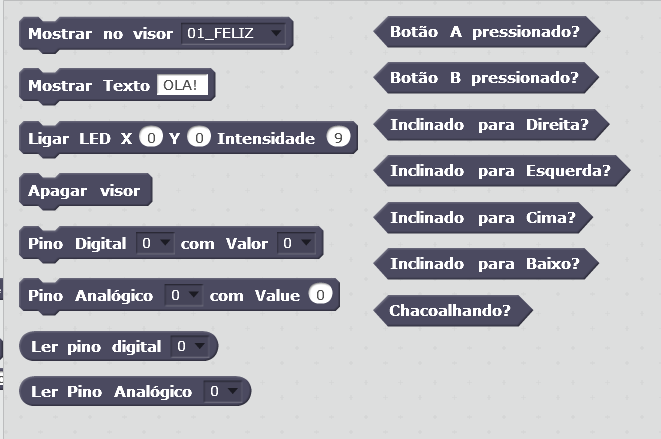 Mostrar no visor 01_FELIZ
Mostrar Texto OLA!
Ligar LED X 0 Y 0 Intensidade 9
Apagar visor
Pino Digital 0 com Valor 0
Pino Analógico 0 com Value 0
Ler pino digital 0
Ler Pino Analógico 0
Botão A pressionado?
Botão B pressionado?
Inclinado para Direita?
Inclinado para Esquerda?
Inclinado para Cima?
Inclinado para Baixo?
Chacoalhando?